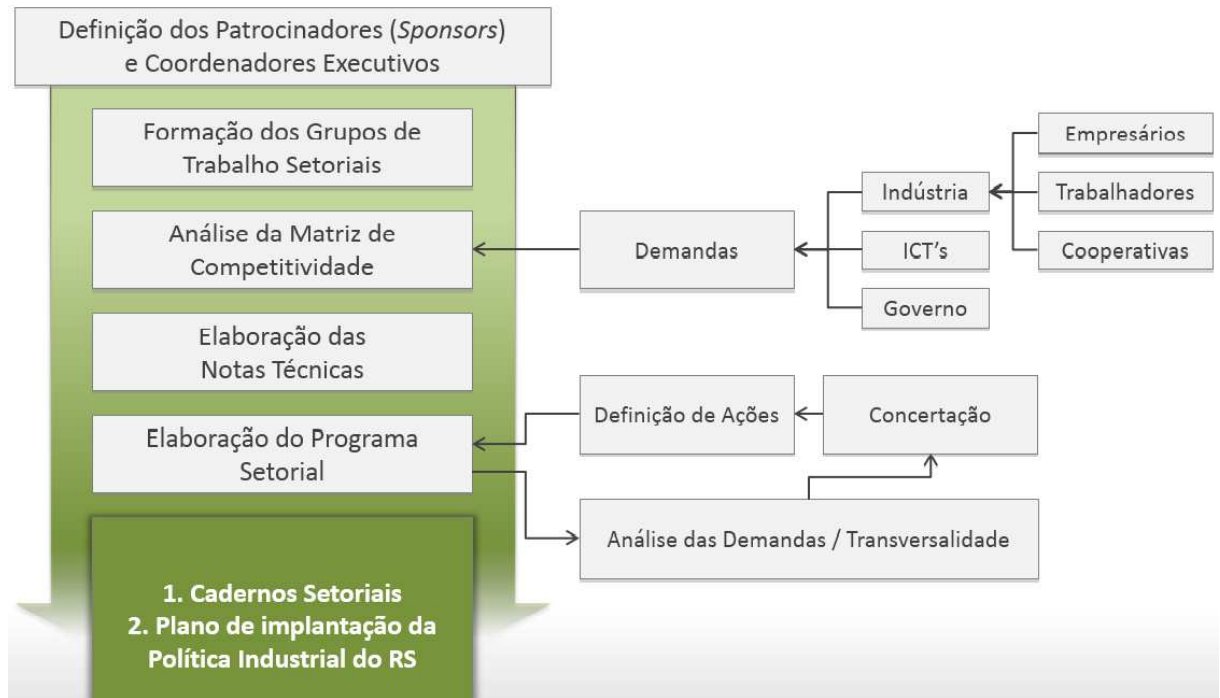 Definição dos Patrocinadores (Sponsors)
e Coordenadores Executivos
Formação dos Grupos de
Trabalho Setoriais
Análise da Matriz de
Competitividade
Elaboração das
Notas Técnicas
Elaboração do Programa
Setorial
1. Cadernos Setoriais
2. Plano de implantação da
Política Industrial do RS
Demandas
Indústria
ICT's
Governo
Empresários
Trabalhadores
Cooperativas
Definição de Ações
Concertação
Análise das Demandas / Transversalidade